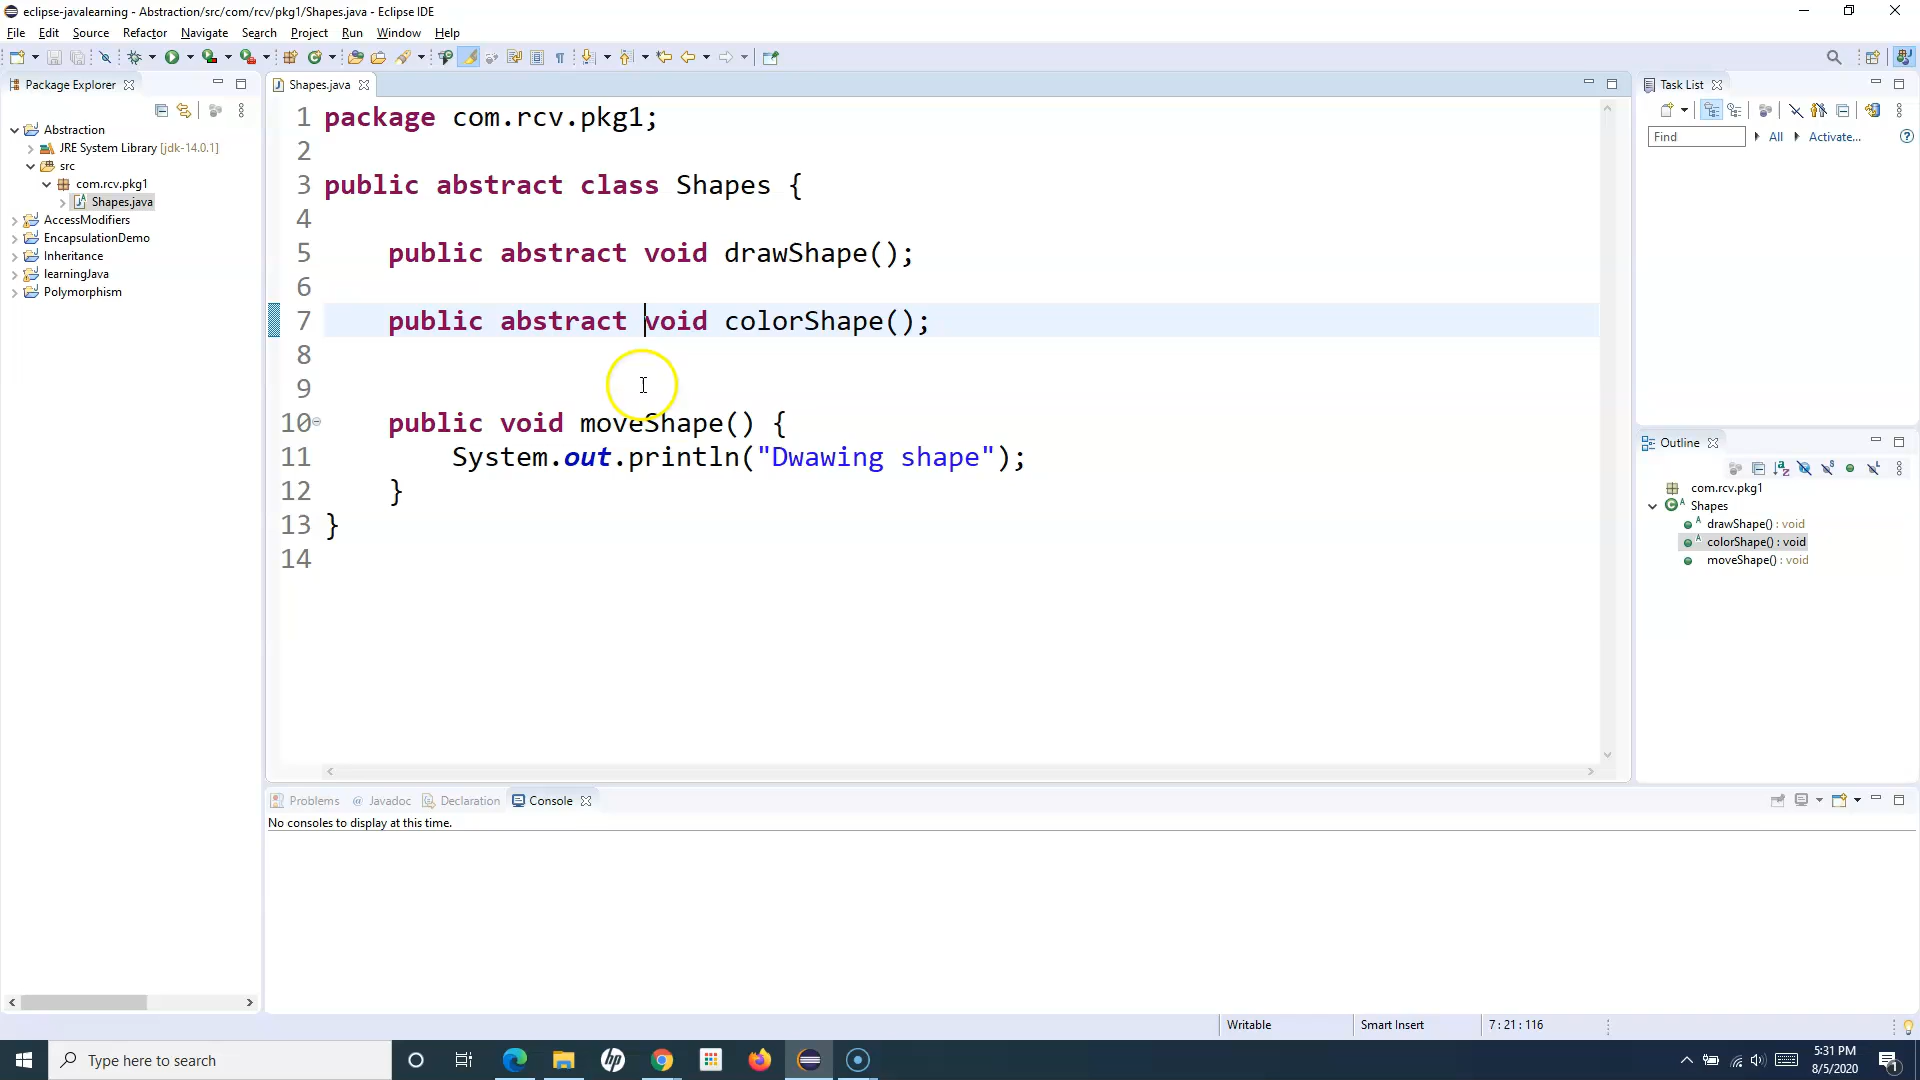 eclipse-javalearning - Abstraction/src/com/rcv/pkg1/Shapes.java - Eclipse IDE
File Edit Source Refactor Navigate Search Project Run Window Help
Package Explorer
Abstraction
JRE System Library [jdk-14.0.1]
src
com.rcv.pkg1
Shapes.java
AccessModifiers
EncapsulationDemo
Inheritance
learningJava
Polymorphism
Shapes.java
1 package com.rcv.pkg1;
2
3 public abstract class Shapes {
4
5 public abstract void drawShape();
6
7 public abstract void colorShape();
8
9
10 public void moveShape() {
11 System.out.println("Dwawing shape");
12 }
13 }
14
Task List
Find All Activate...
Outline
com.rcv.pkg1
Shapes
drawShape() : void
colorShape() : void
moveShape() : void
Problems Javadoc Declaration Console
No consoles to display at this time.
Writable Smart Insert 7 : 21 : 116
Type here to search
hp
5:31 PM
8/5/2020
1